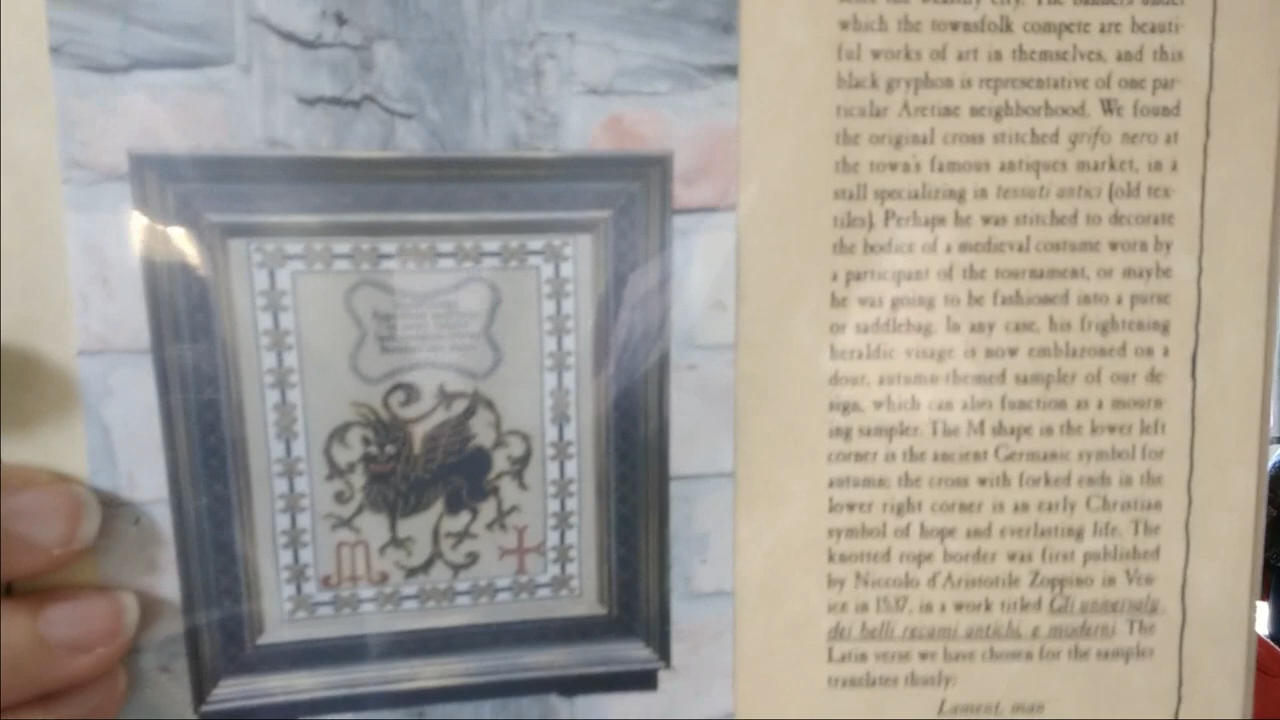 which the townsfolk compete are beauti-
ful works of art in themselves, and this
black gryphon is representative of one par-
ticular Aretine neighborhood. We found
the original cross stitched grifo nero at
the town's famous antiques market, in a
stall specializing in tessuti antici (old tex-
tiles). Perhaps he was stitched to decorate
the bodice of a medieval costume worn by
a participant of the tournament, or maybe
he was going to be fashioned into a purse
or saddlebag. In any case, his frightening
heraldic visage is now emblazoned on a
dour, autumn-themed sampler of our de-
sign, which can also function as a mourn-
ing sampler. The M shape in the lower left
corner is the ancient Germanic symbol for
autumn; the cross with forked ends in the
lower right corner is an early Christian
symbol of hope and everlasting life. The
knotted rope border was first published
by Niccolo d'Aristotile Zoppino in Ven-
ice in 1537, in a work titled Gli universali
dei belli recami antichi, e moderni. The
Latin verse we have chosen for the sampler
translates thusly:
Lament, man